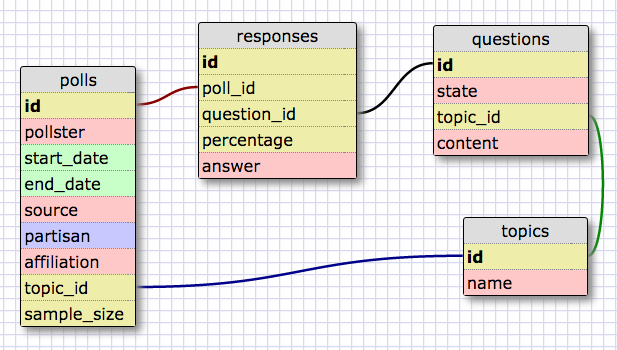 polls
id
pollster
start_date
end_date
source
partisan
affiliation
topic_id
sample_size
responses
id
poll_id
question_id
percentage
answer
questions
id
state
topic_id
content
topics
id
name